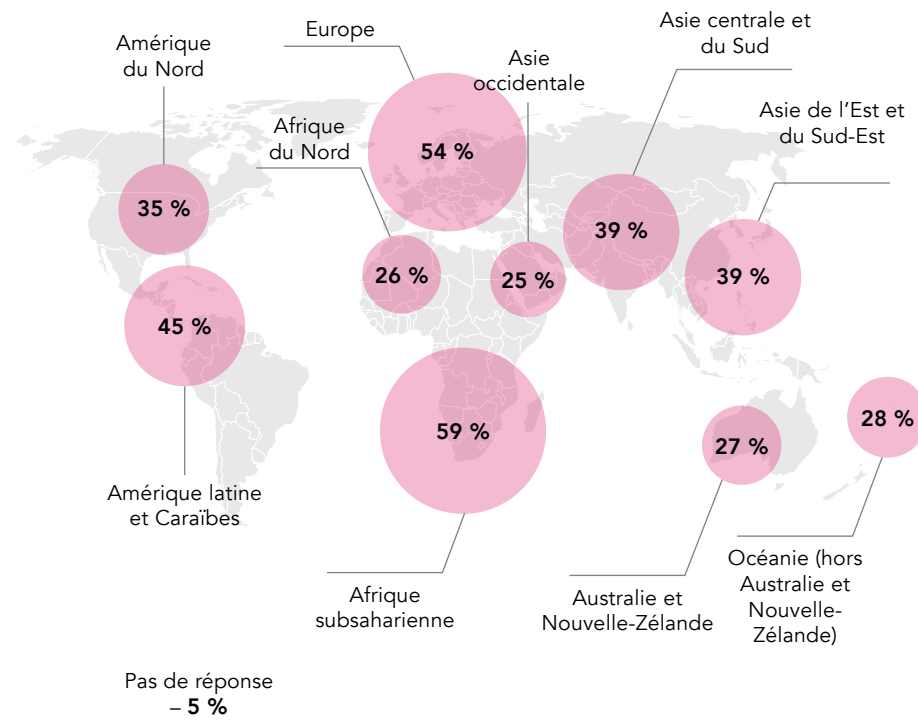 Amérique
du Nord
Europe
Asie
occidentale
Asie centrale et
du Sud
Asie de l'Est et
du Sud-Est
Afrique
du Nord
54 %
35 %
39 %
26 %
25 %
39 %
45 %
59 %
27 %
28 %
Amérique latine
et Caraïbes
Afrique
subsaharienne
Australie et
Nouvelle-Zélande
Océanie (hors
Australie et
Nouvelle-
Zélande)
Pas de réponse
– 5 %